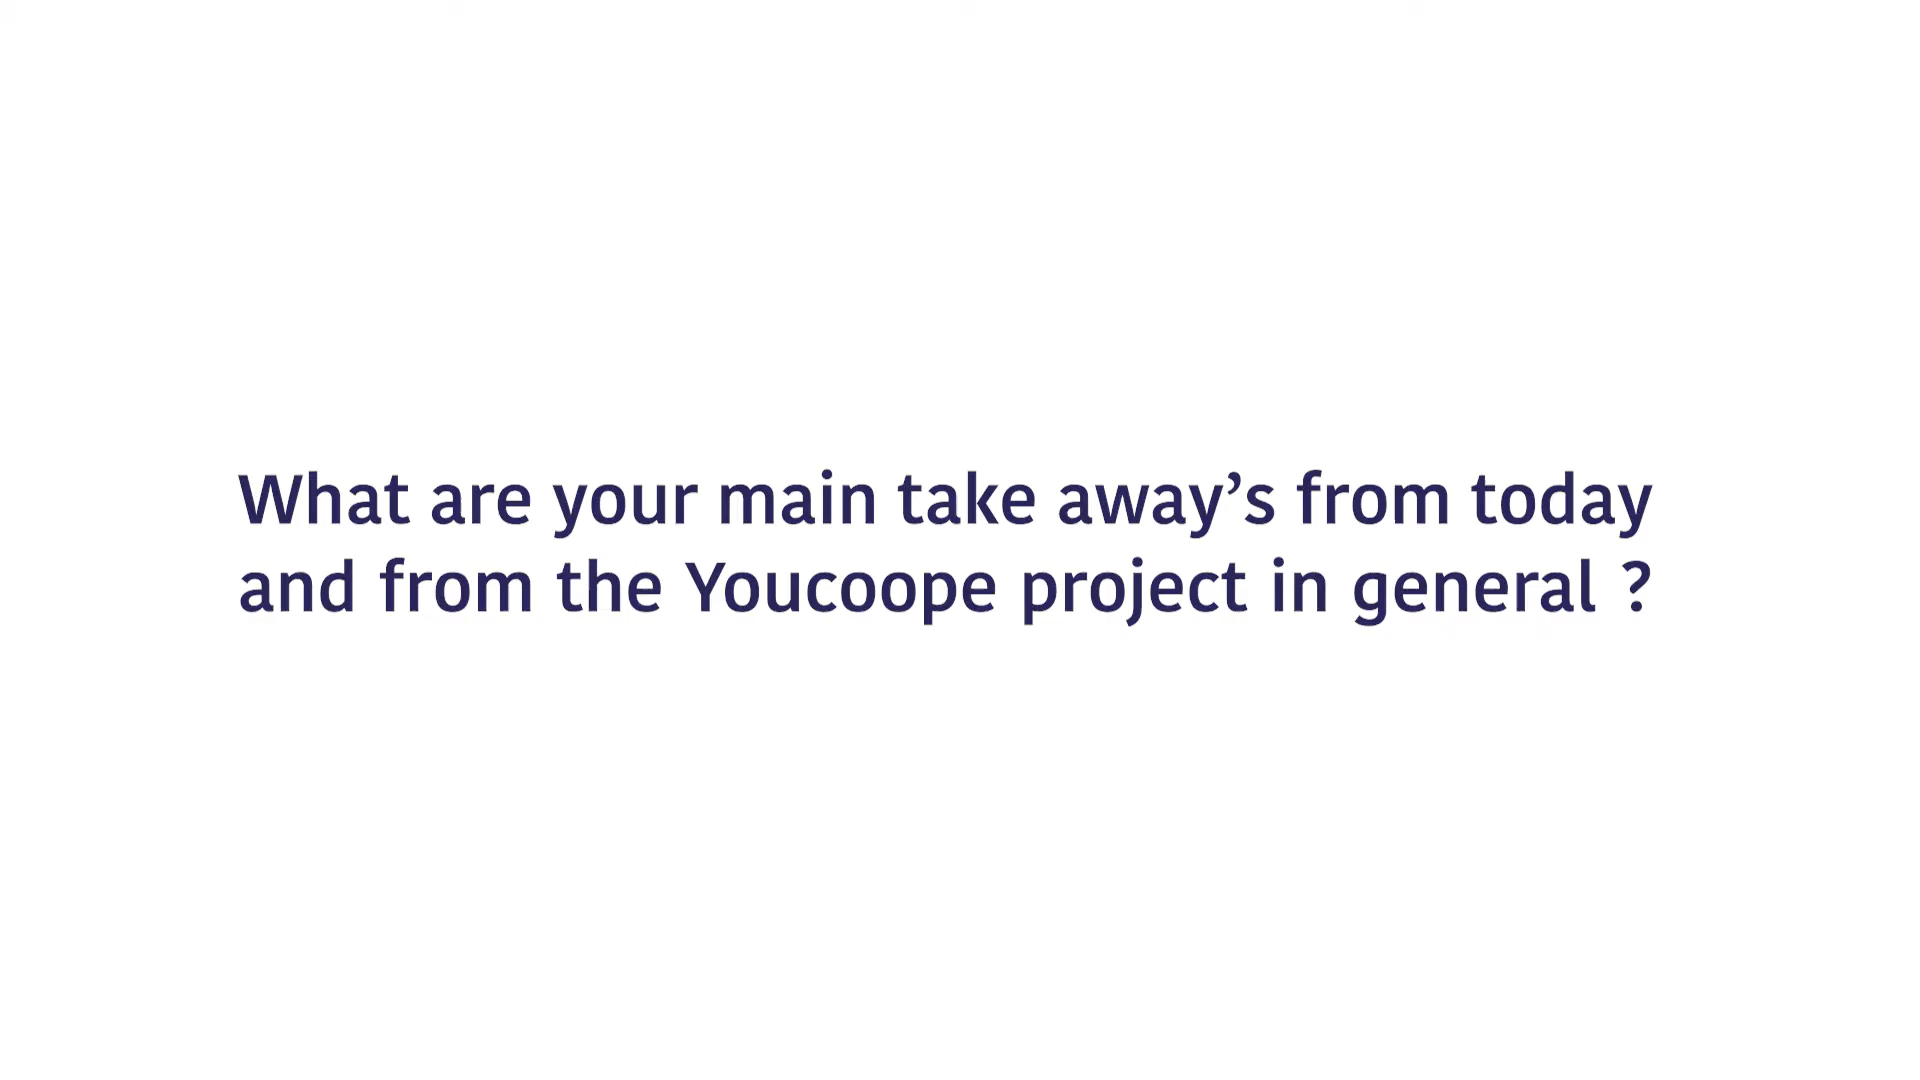 What are your main take away’s from today
and from the Youcoope project in general ?